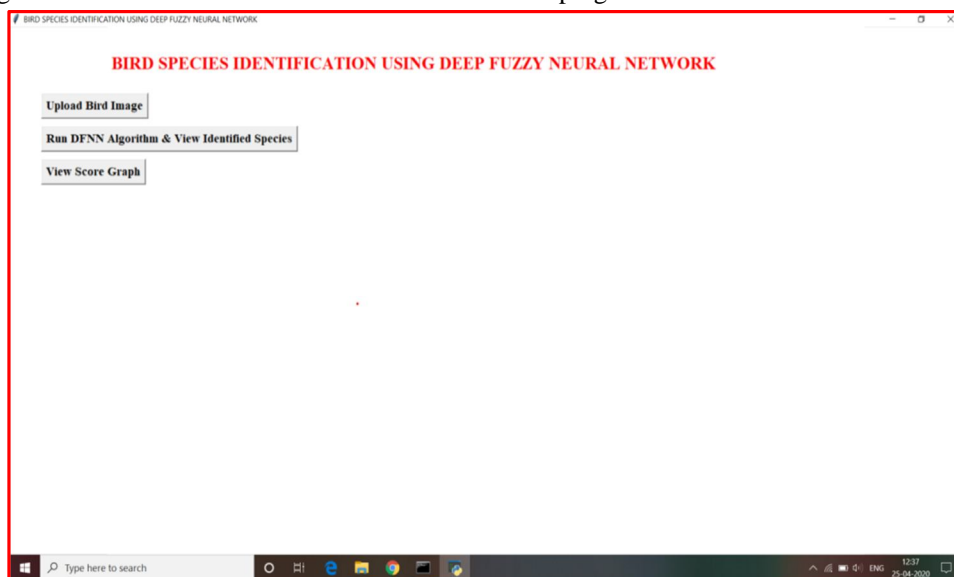 BIRD SPECIES IDENTIFICATION USING DEEP FUZZY NEURAL NETWORK
BIRD SPECIES IDENTIFICATION USING DEEP FUZZY NEURAL NETWORK
Upload Bird Image
Run DFNN Algorithm & View Identified Species
View Score Graph
Type here to search
ENG
12:37
25-04-2020